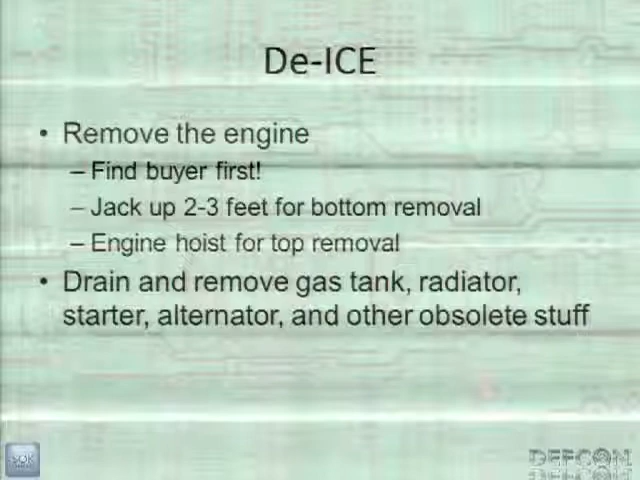 De-ICE
• Remove the engine
– Find buyer first!
– Jack up 2-3 feet for bottom removal
– Engine hoist for top removal
• Drain and remove gas tank, radiator,
starter, alternator, and other obsolete stuff
DEFCON